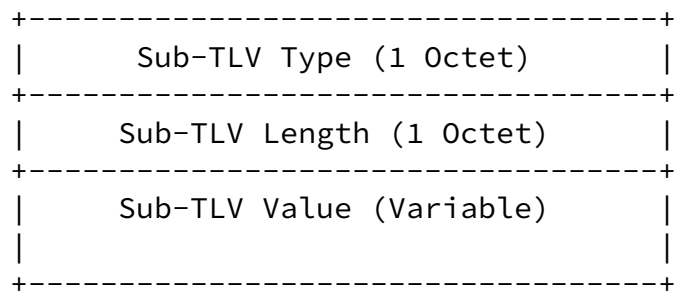 Sub-TLV Type (1 Octet)
Sub-TLV Length (1 Octet)
Sub-TLV Value (Variable)